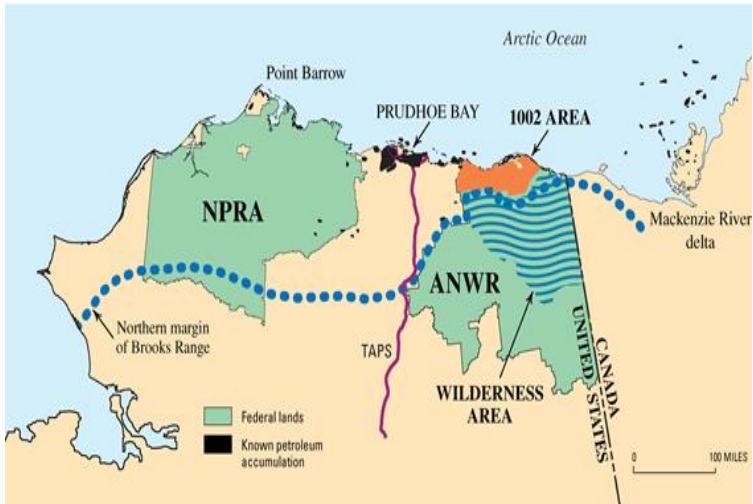 Arctic Ocean
Point Barrow
PRUDHOE BAY
1002 AREA
NPRA
Mackenzie River
delta
ANWR
Northern margin
of Brooks Range
TAPS
WILDERNESS
AREA
CANADA
UNITED STATES
Federal lands
Known petroleum
accumulation
0 100 MILES